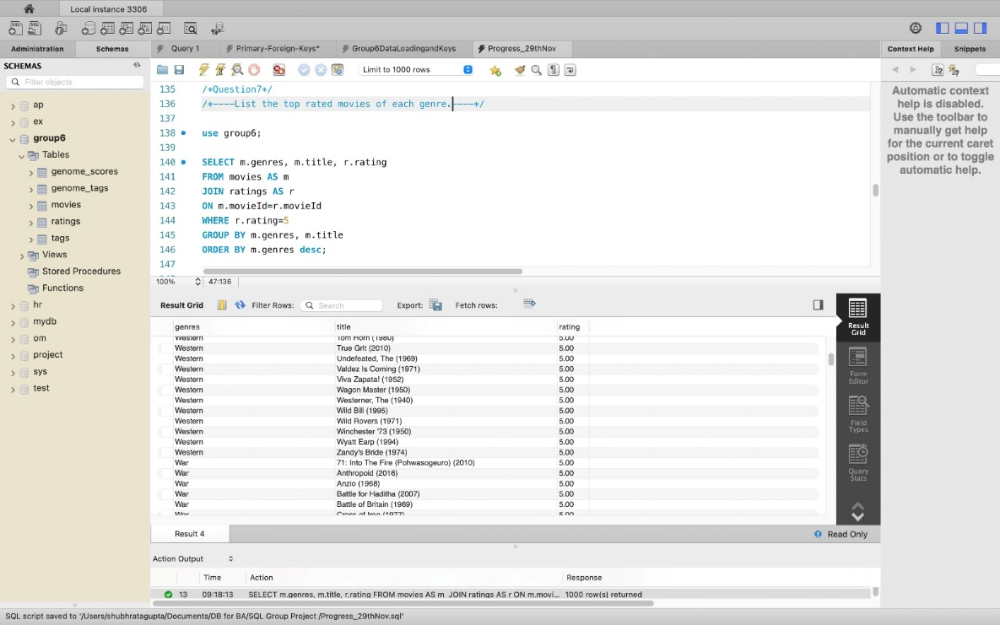 Local instance 3306
Administration
Schemas
Query 1
Primary-Foreign-Keys*
Group6DataLoadingandKeys
Progress_29thNov
Context Help
Snippets
SCHEMAS
Filter objects
ap
ex
group6
Tables
genome_scores
genome_tags
movies
ratings
tags
Views
Stored Procedures
Functions
hr
mydb
om
project
sys
test
Limit to 1000 rows
135 /*Question7*/
136 /*----List the top rated movies of each genre.----*/
137
138 use group6;
139
140 SELECT m.genres, m.title, r.rating
141 FROM movies AS m
142 JOIN ratings AS r
143 ON m.movieId=r.movieId
144 WHERE r.rating=5
145 GROUP BY m.genres, m.title
146 ORDER BY m.genres desc;
147
100% 47:136
Automatic context
help is disabled.
Use the toolbar to
manually get help
for the current caret
position or to toggle
automatic help.
Result Grid Filter Rows: Search Export: Fetch rows:
genres title rating
Western Tom Horn (1980) 5.00
Western True Grit (2010) 5.00
Western Undefeated, The (1969) 5.00
Western Valdez Is Coming (1971) 5.00
Western Viva Zapata! (1952) 5.00
Western Wagon Master (1950) 5.00
Western Westerner, The (1940) 5.00
Western Wild Bill (1995) 5.00
Western Wild Rovers (1971) 5.00
Western Winchester '73 (1950) 5.00
Western Wyatt Earp (1994) 5.00
Western Zandy's Bride (1974) 5.00
War 71: Into The Fire (Pohwasogeuro) (2010) 5.00
War Anthropoid (2016) 5.00
War Anzio (1968) 5.00
War Battle for Haditha (2007) 5.00
War Battle of Britain (1969) 5.00
War Cross of Iron (1977) 5.00
Result
Grid
Form
Editor
Field
Types
Query
Stats
Result 4
Read Only
Action Output
Time Action Response
13 09:18:13 SELECT m.genres, m.title, r.rating FROM movies AS m JOIN ratings AS r ON m.movi... 1000 row(s) returned
SQL script saved to '/Users/shubhratagupta/Documents/DB for BA/SQL Group Project /Progress_29thNov.sql'